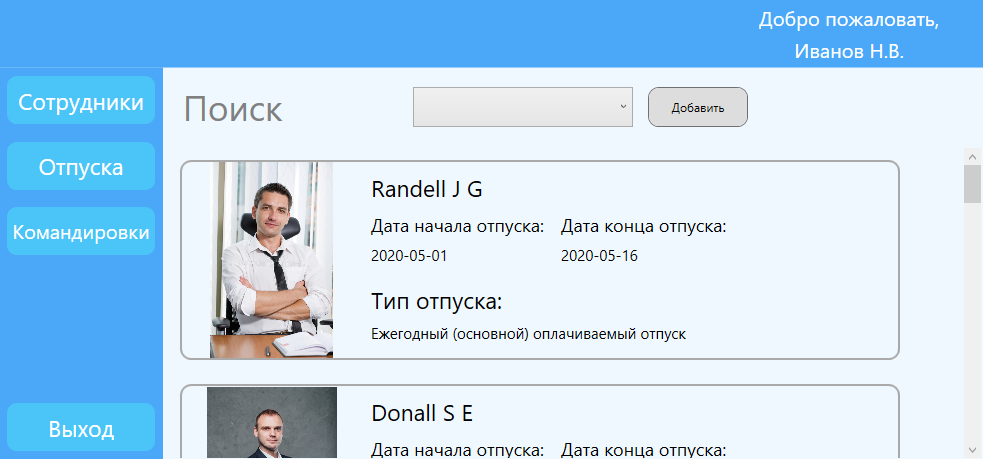 Добро пожаловать,
Иванов Н.В.
Сотрудники
Отпуска
Командировки
Выход
Поиск
Добавить
Randell J G
Дата начала отпуска: Дата конца отпуска:
2020-05-01 2020-05-16
Тип отпуска:
Ежегодный (основной) оплачиваемый отпуск
Donall S E
Дата начала отпуска: Дата конца отпуска: